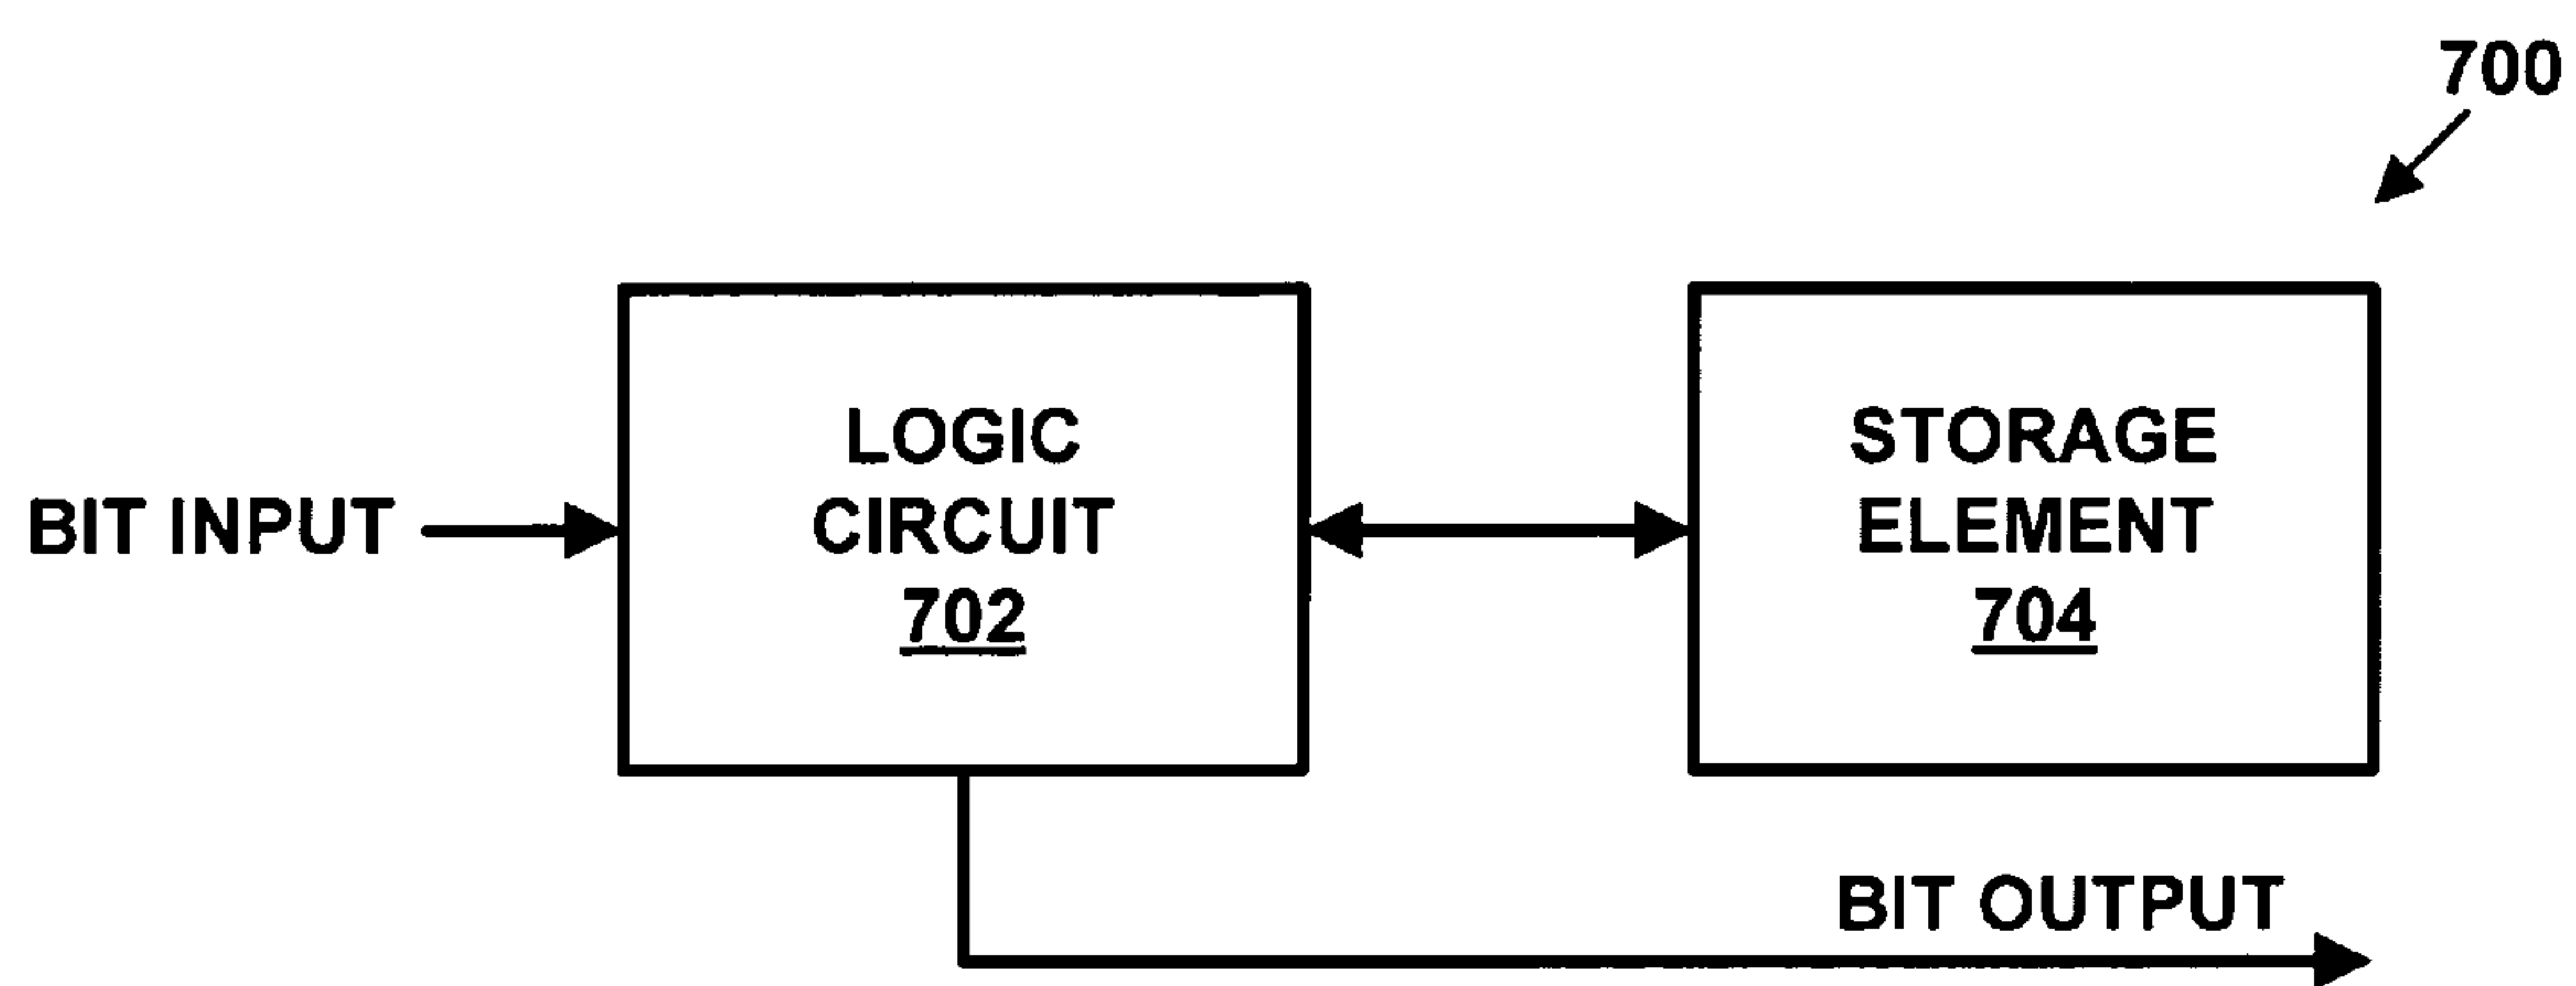 700
LOGIC
CIRCUIT
702
STORAGE
ELEMENT
704
BIT INPUT
BIT OUTPUT